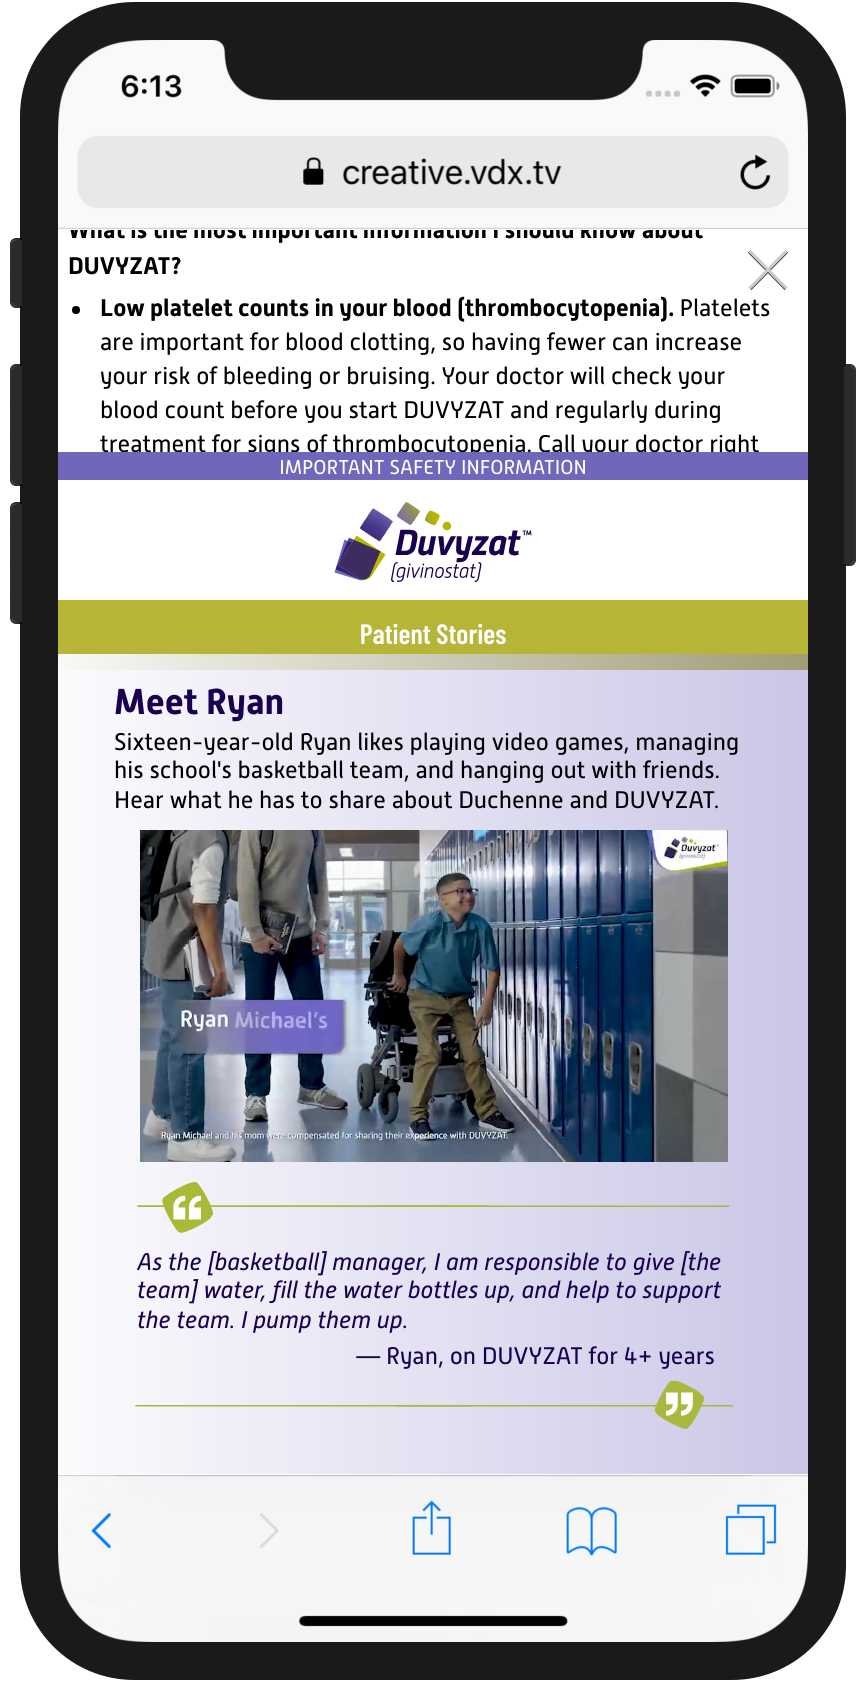 6:13
creative.vdx.tv
What is the most important information I should know about
DUVYZAT?
• Low platelet counts in your blood (thrombocytopenia). Platelets
are important for blood clotting, so having fewer can increase
your risk of bleeding or bruising. Your doctor will check your
blood count before you start DUVYZAT and regularly during
treatment for signs of thrombocytopenia. Call your doctor right
IMPORTANT SAFETY INFORMATION
Duvyzat™
(givinostat)
Patient Stories
Meet Ryan
Sixteen-year-old Ryan likes playing video games, managing
his school's basketball team, and hanging out with friends.
Hear what he has to share about Duchenne and DUVYZAT.
Duvyzat™
(givinostat)
Ryan Michael's
Ryan Michael and his mom were compensated for sharing their experience with DUVYZAT.
“
As the [basketball] manager, I am responsible to give [the
team] water, fill the water bottles up, and help to support
the team. I pump them up.
— Ryan, on DUVYZAT for 4+ years
”